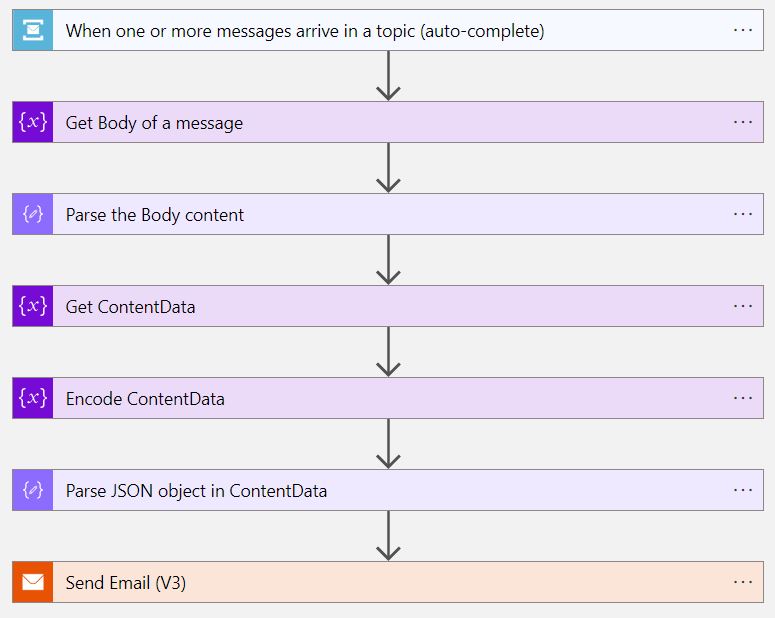 When one or more messages arrive in a topic (auto-complete)
{x} Get Body of a message
Parse the Body content
{x} Get ContentData
{x} Encode ContentData
Parse JSON object in ContentData
Send Email (V3)